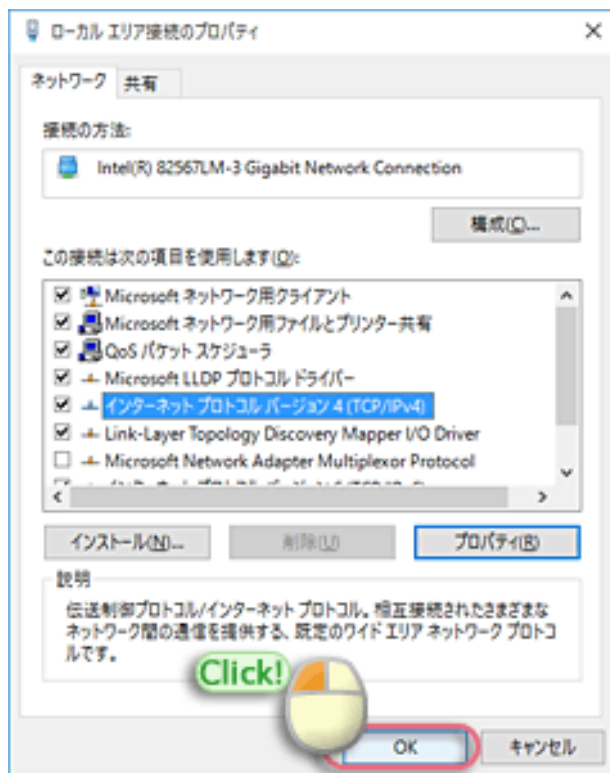 ローカル エリア接続のプロパティ
ネットワーク 共有
接続の方法:
Intel(R) 82567LM-3 Gigabit Network Connection
構成(C)...
この接続は次の項目を使用します(O):
Microsoft ネットワーク用クライアント
Microsoft ネットワーク用ファイルとプリンター共有
QoS パケット スケジューラ
Microsoft LLDP プロトコル ドライバー
インターネット プロトコル バージョン 4 (TCP/IPv4)
Link-Layer Topology Discovery Mapper I/O Driver
Microsoft Network Adapter Multiplexor Protocol
インストール(N)... 削除(U) プロパティ(R)
説明
伝送制御プロトコル/インターネット プロトコル。相互接続されたさまざまな
ネットワーク間の通信を提供する、既定のワイド エリア ネットワーク プロトコ
ルです。
Click!
OK キャンセル